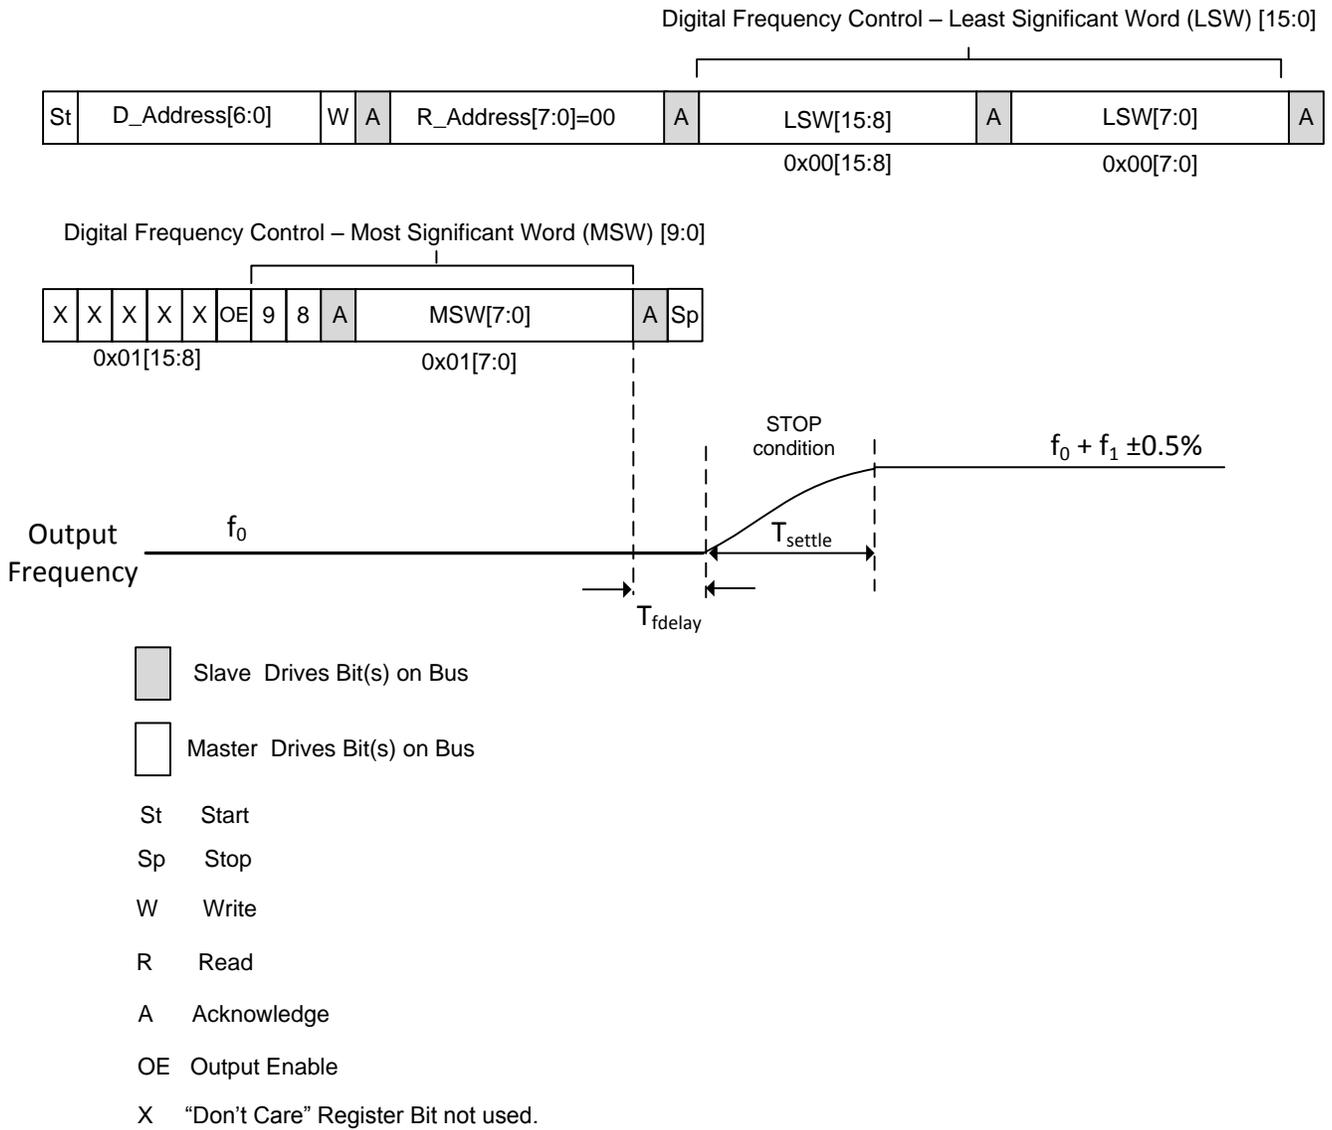 Digital Frequency Control – Least Significant Word (LSW) [15:0]
St D_Address[6:0] W A R_Address[7:0]=00 A LSW[15:8] A LSW[7:0] A
0x00[15:8] 0x00[7:0]
Digital Frequency Control – Most Significant Word (MSW) [9:0]
X X X X X OE 9 8 A MSW[7:0] A Sp
0x01[15:8] 0x01[7:0]
STOP
condition
f0 + f1 ±0.5%
f0
Output
Frequency
Tsettle
Tfdelay
Slave Drives Bit(s) on Bus
Master Drives Bit(s) on Bus
St Start
Sp Stop
W Write
R Read
A Acknowledge
OE Output Enable
X “Don’t Care” Register Bit not used.